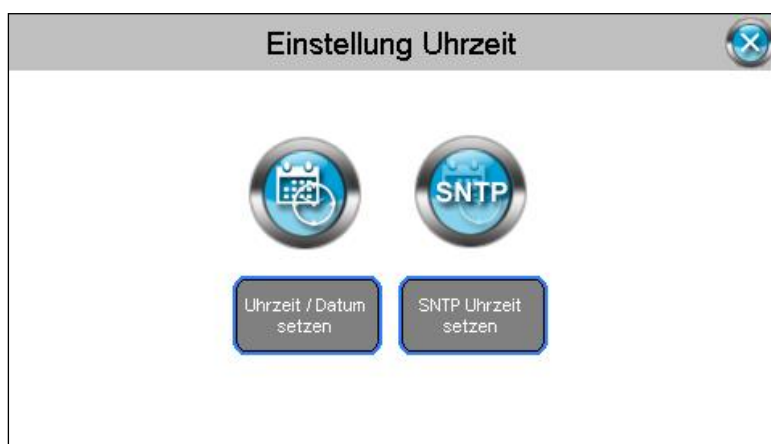 Einstellung Uhrzeit
SNTP
Uhrzeit / Datum
setzen
SNTP Uhrzeit
setzen